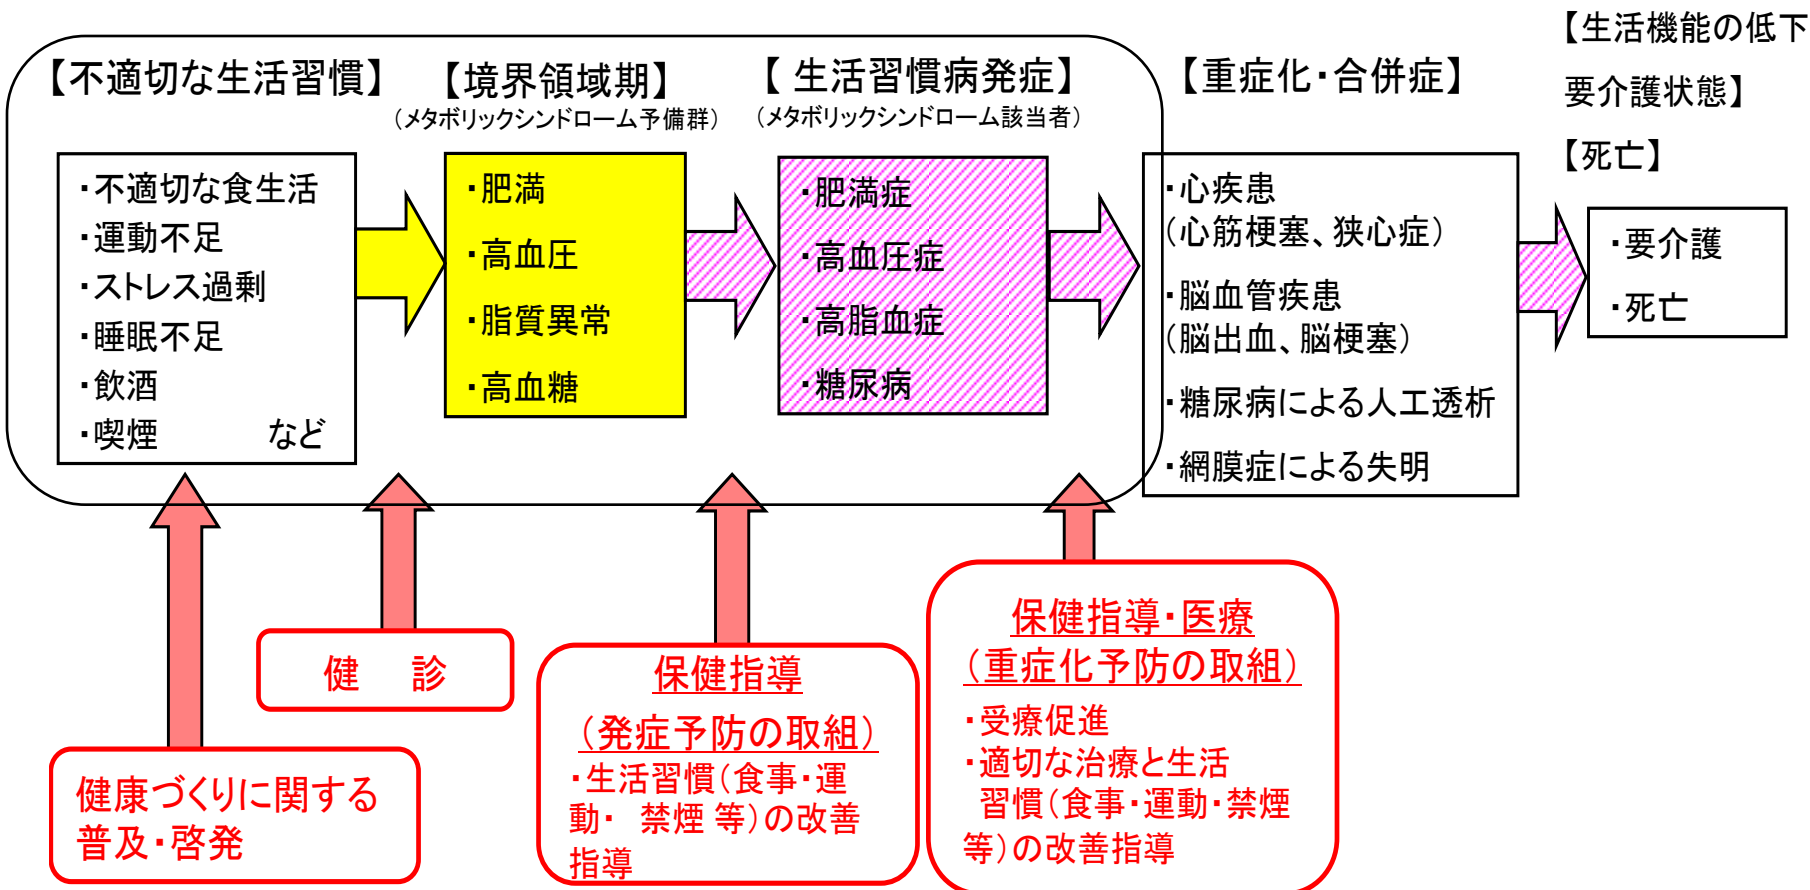 【不適切な生活習慣】
・不適切な食生活
・運動不足
・ストレス過剰
・睡眠不足
・飲酒
・喫煙 など
【境界領域期】
（メタボリックシンドローム予備群）
・肥満
・高血圧
・脂質異常
・高血糖
【 生活習慣病発症】
（メタボリックシンドローム該当者）
・肥満症
・高血圧症
・高脂血症
・糖尿病
【重症化・合併症】
・心疾患
（心筋梗塞、狭心症）
・脳血管疾患
（脳出血、脳梗塞）
・糖尿病による人工透析
・網膜症による失明
【生活機能の低下
要介護状態】
【死亡】
・要介護
・死亡
健康づくりに関する
普及・啓発
健 診
保健指導
（発症予防の取組）
・生活習慣（食事・運
動・ 禁煙 等）の改善
指導
保健指導・医療
（重症化予防の取組）
・受療促進
・適切な治療と生活
習慣（食事・運動・禁煙
等）の改善指導